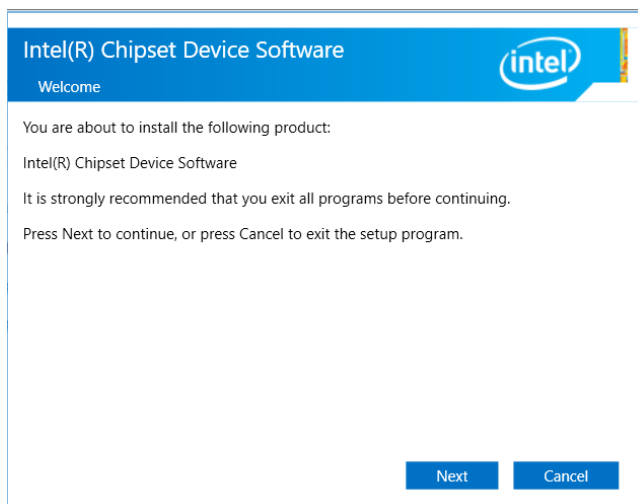 Intel(R) Chipset Device Software
intel
Welcome
You are about to install the following product:
Intel(R) Chipset Device Software
It is strongly recommended that you exit all programs before continuing.
Press Next to continue, or press Cancel to exit the setup program.
Next
Cancel